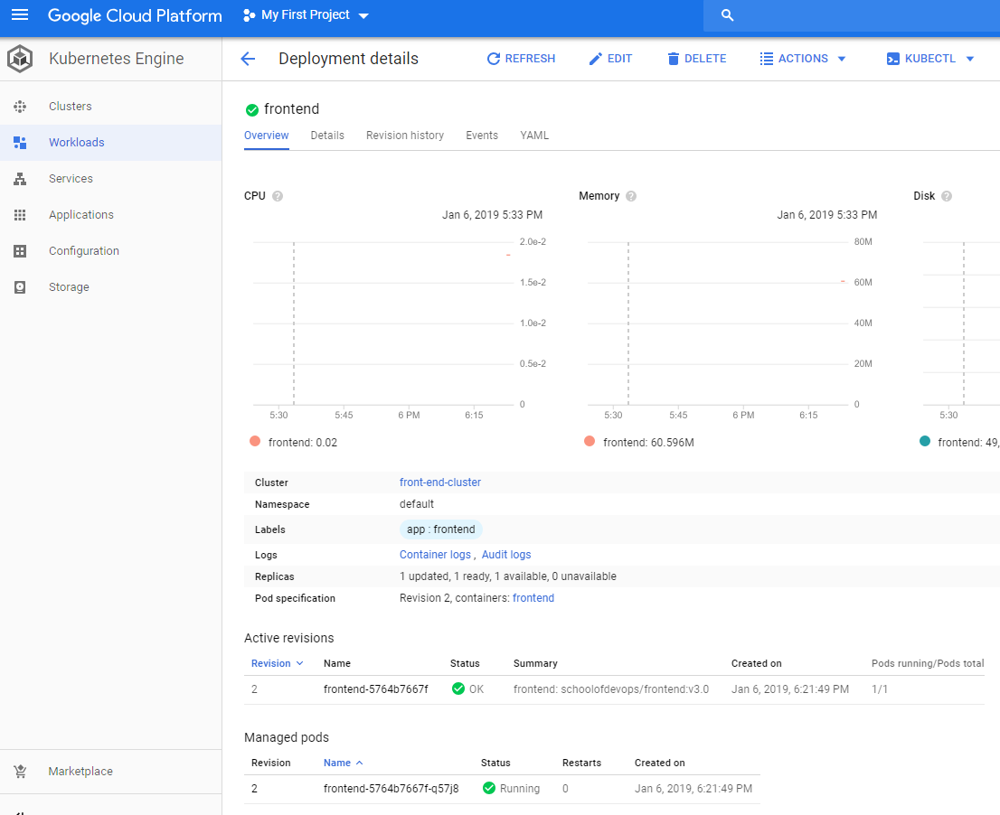 Google Cloud Platform My First Project
Kubernetes Engine
Deployment details REFRESH EDIT DELETE ACTIONS KUBECTL
Clusters
Workloads
Services
Applications
Configuration
Storage
Marketplace
frontend
Overview Details Revision history Events YAML
CPU
Jan 6, 2019 5:33 PM
2.0e-2
1.5e-2
1.0e-2
0.5e-2
0
5:30 5:45 6 PM 6:15
frontend: 0.02
Memory
Jan 6, 2019 5:33 PM
80M
60M
40M
20M
0
5:30 5:45 6 PM 6:15
frontend: 60.596M
Disk
5:30
frontend: 49,
Cluster front-end-cluster
Namespace default
Labels app : frontend
Logs Container logs , Audit logs
Replicas 1 updated, 1 ready, 1 available, 0 unavailable
Pod specification Revision 2, containers: frontend
Active revisions
Revision Name Status Summary Created on Pods running/Pods total
2 frontend-5764b7667f OK frontend: schoolofdevops/frontend:v3.0 Jan 6, 2019, 6:21:49 PM 1/1
Managed pods
Revision Name Status Restarts Created on
2 frontend-5764b7667f-q57j8 Running 0 Jan 6, 2019, 6:21:49 PM